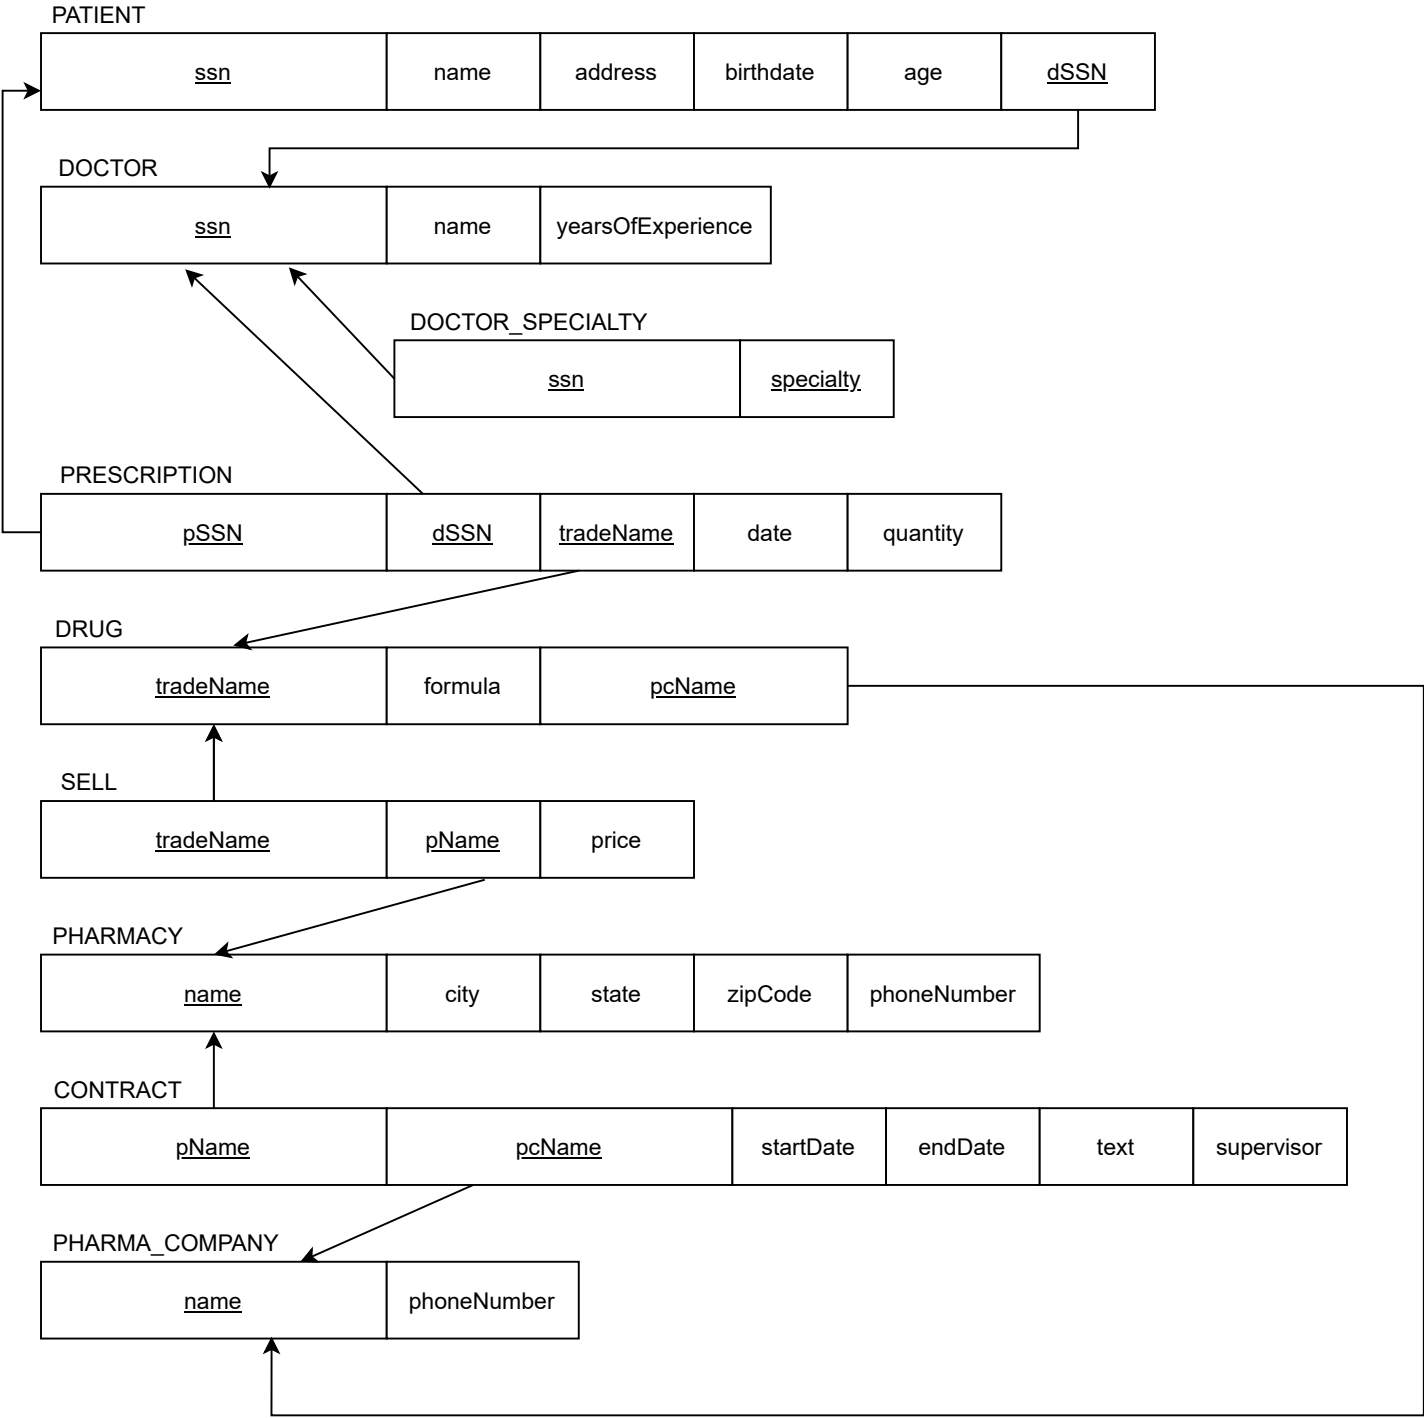 PATIENT
ssn name address birthdate age dSSN
DOCTOR
ssn name yearsOfExperience
DOCTOR_SPECIALTY
ssn specialty
PRESCRIPTION
pSSN dSSN tradeName date quantity
DRUG
tradeName formula pcName
SELL
tradeName pName price
PHARMACY
name city state zipCode phoneNumber
CONTRACT
pName pcName startDate endDate text supervisor
PHARMA_COMPANY
name phoneNumber